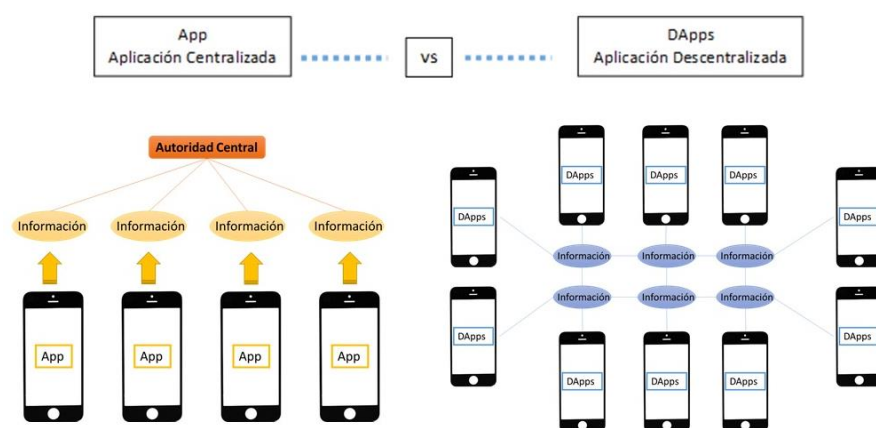 App
Aplicación Centralizada
vs
DApps
Aplicación Descentralizada
Autoridad Central
Información
Información
Información
Información
App
App
App
App
DApps
DApps
DApps
DApps
DApps
Información
Información
Información
Información
Información
Información
DApps
DApps
DApps
DApps
DApps